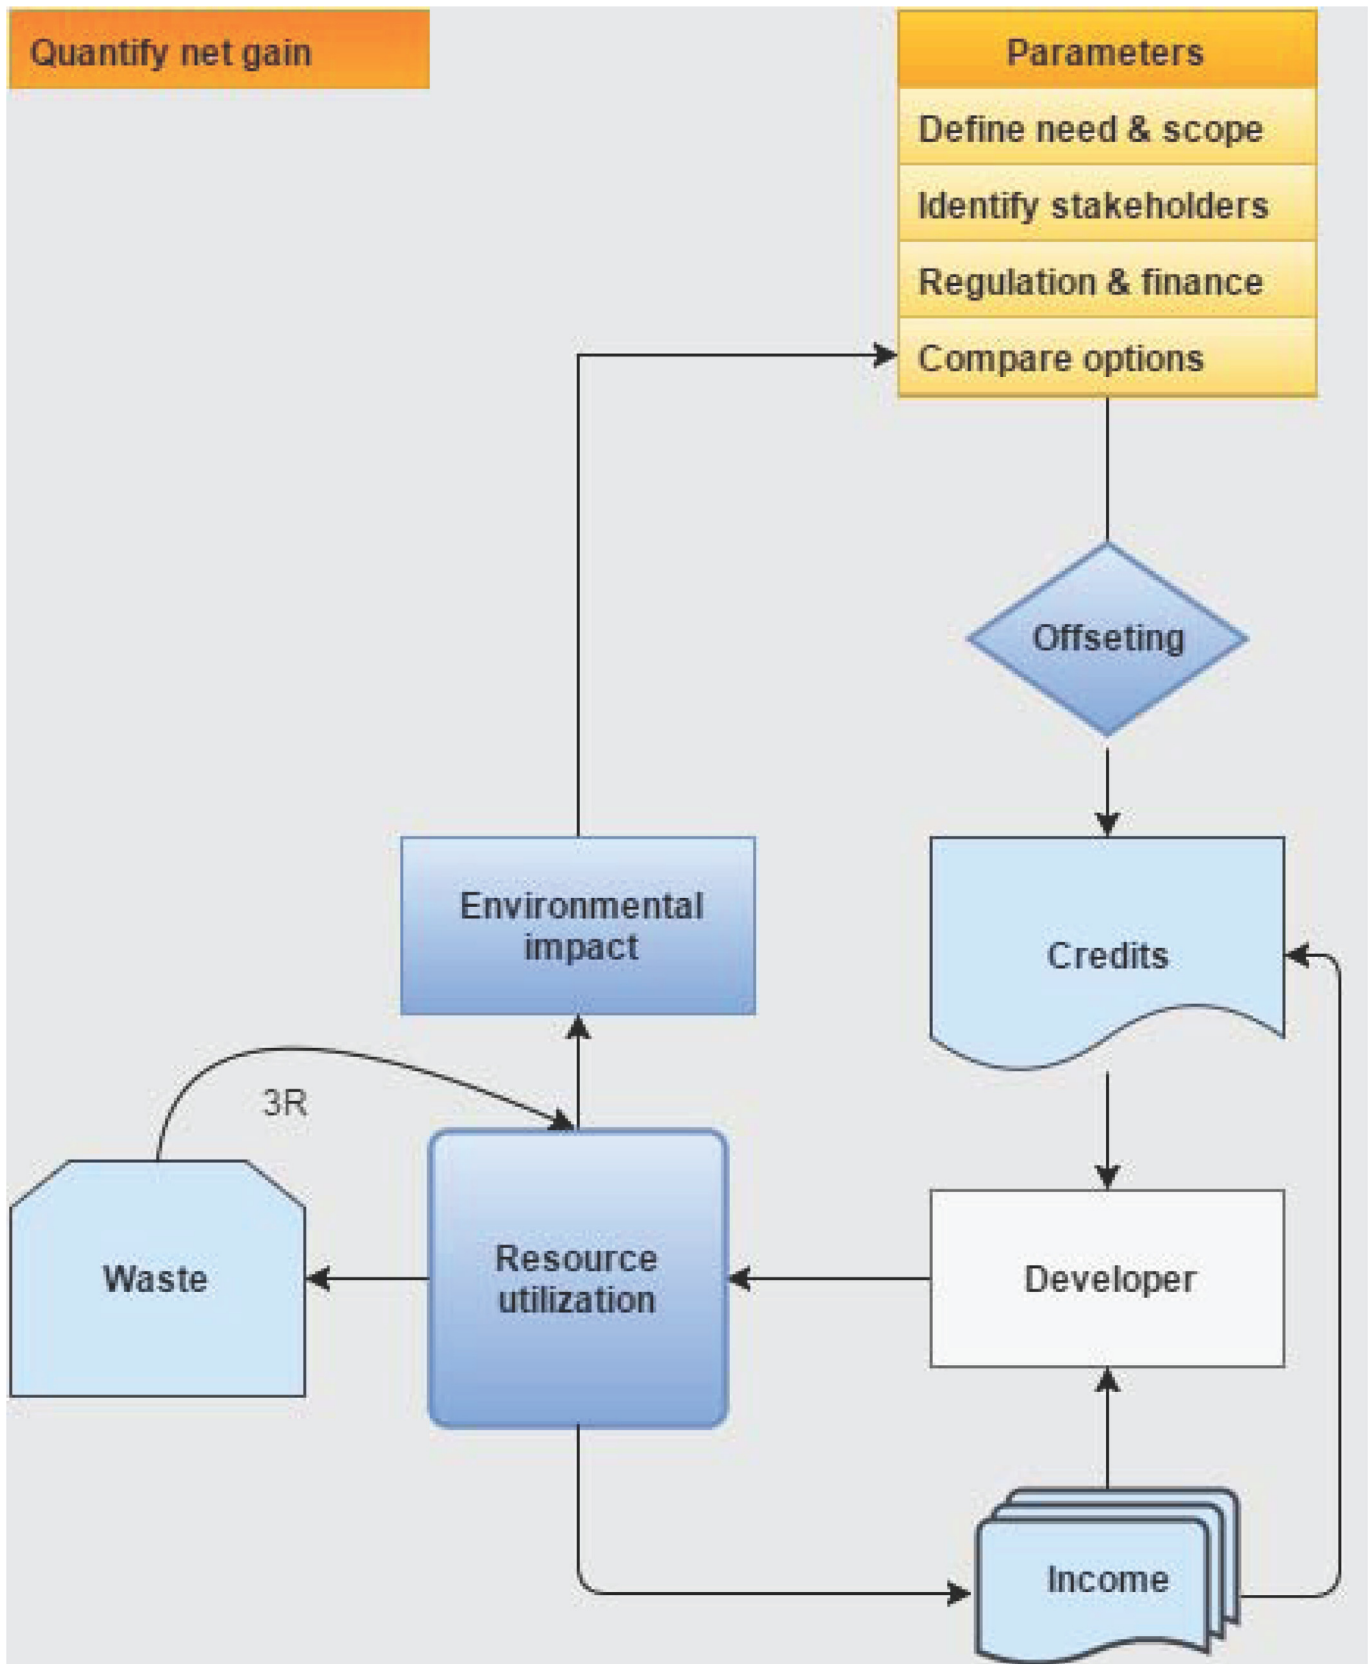 Quantify net gain
Parameters
Define need & scope
Identify stakeholders
Regulation & finance
Compare options
Offseting
Environmental
impact
Credits
3R
Waste
Resource
utilization
Developer
Income